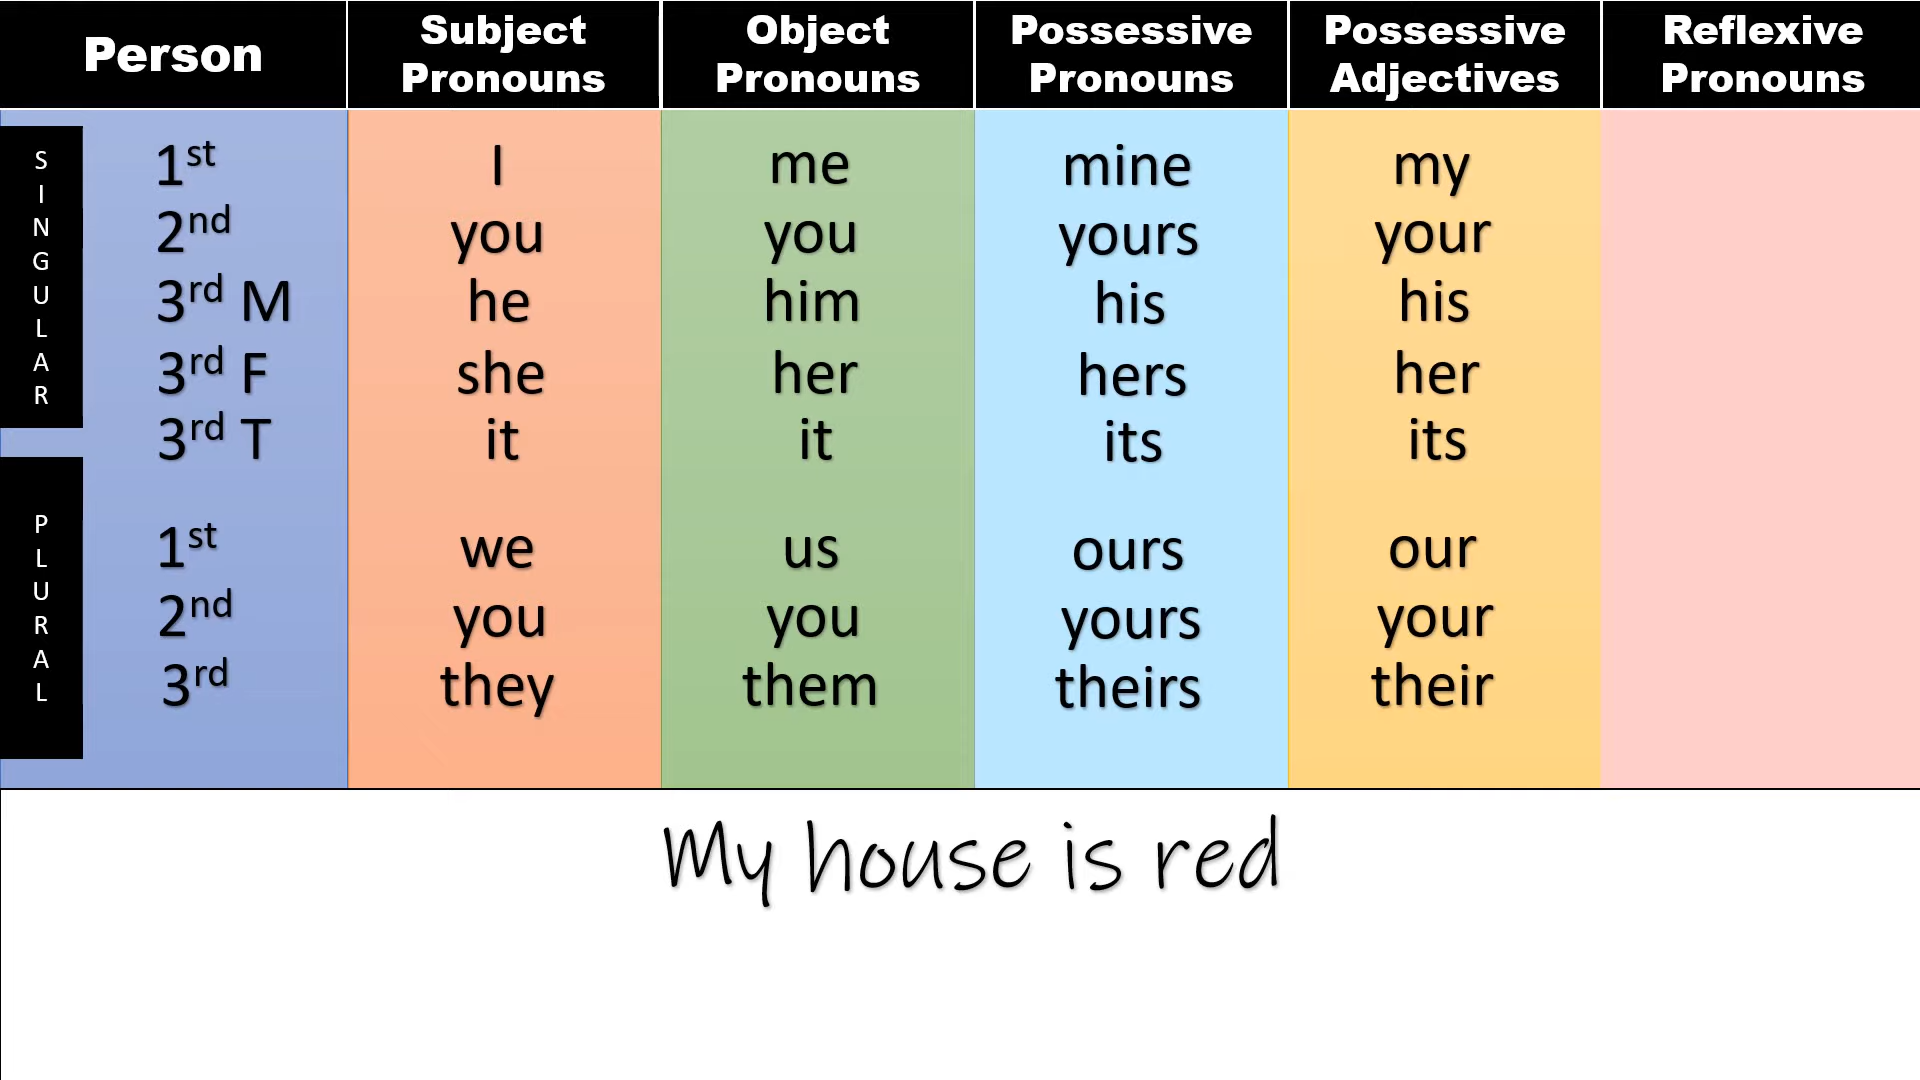 Person Subject Pronouns Object Pronouns Possessive Pronouns Possessive Adjectives Reflexive Pronouns
SINGULAR
1st I me mine my
2nd you you yours your
3rd M he him his his
3rd F she her hers her
3rd T it it its its
PLURAL
1st we us ours our
2nd you you yours your
3rd they them theirs their
My house is red